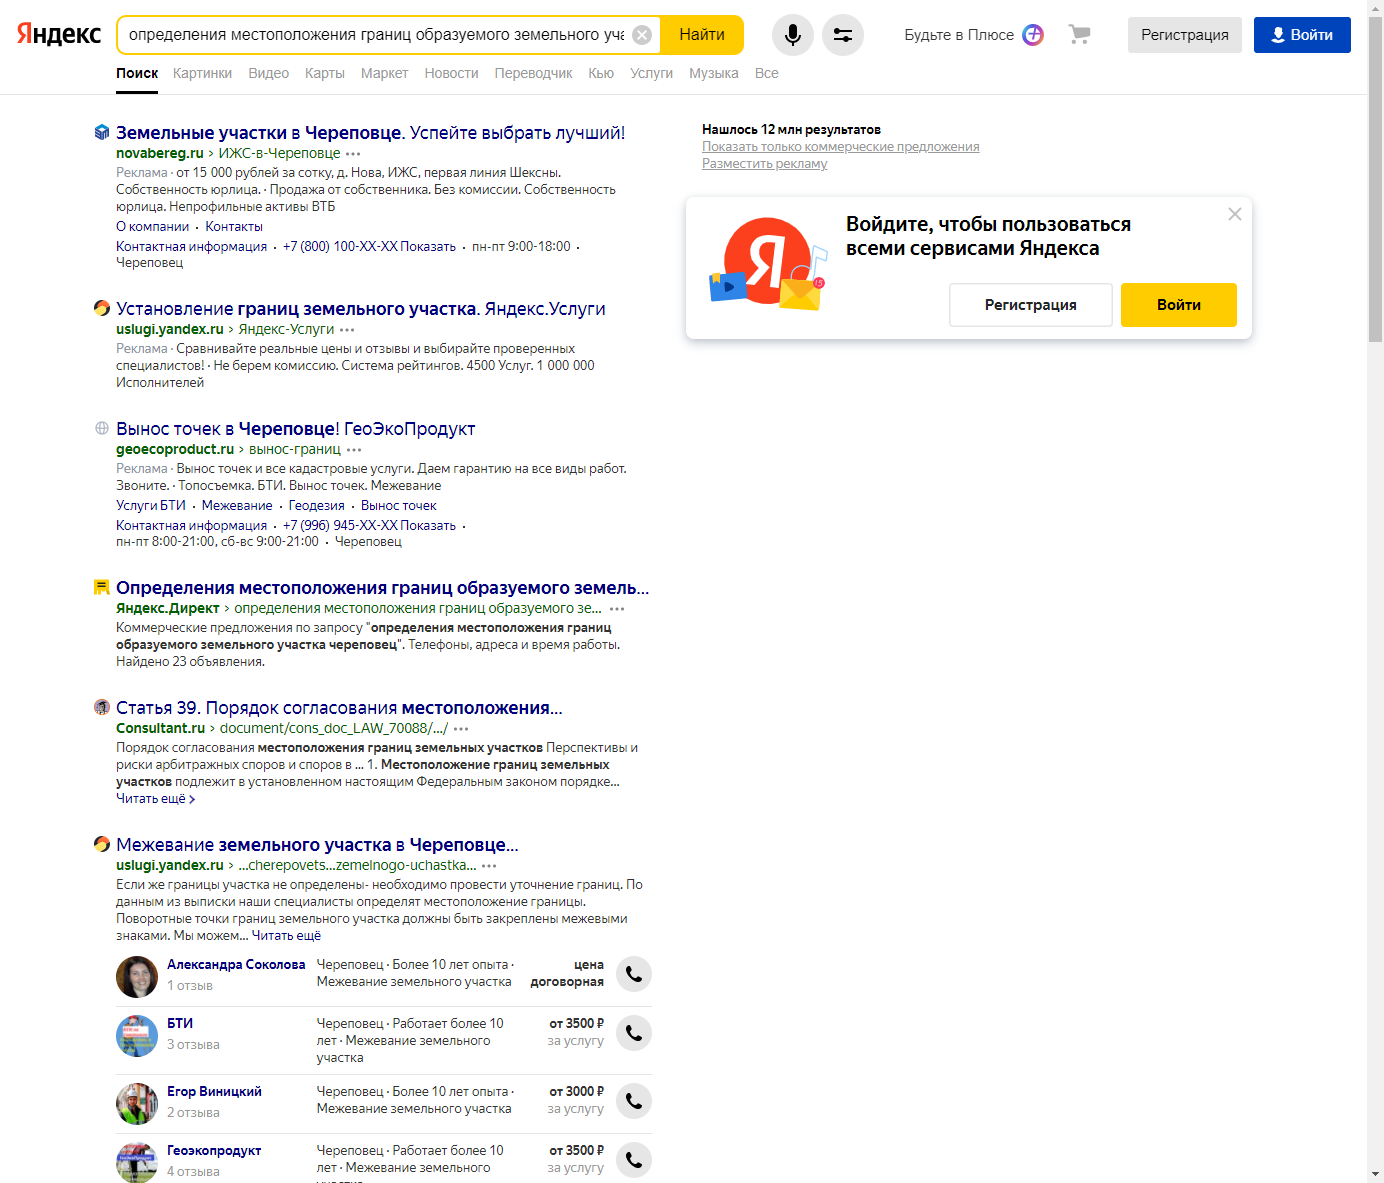 Яндекс
определения местоположения границ образуемого земельного уча
Найти
Будьте в Плюсе
Регистрация
Войти
Поиск Картинки Видео Карты Маркет Новости Переводчик Кью Услуги Музыка Все
Земельные участки в Череповце. Успейте выбрать лучший!
novabereg.ru › ИЖС-в-Череповце
Реклама · от 15 000 рублей за сотку, д. Нова, ИЖС, первая линия Шексны.
Собственность юрлица. · Продажа от собственника. Без комиссии. Собственность
юрлица. Непрофильные активы ВТБ
О компании · Контакты
Контактная информация · +7 (800) 100-XX-XX Показать · пн-пт 9:00-18:00 ·
Череповец
Установление границ земельного участка. Яндекс.Услуги
uslugi.yandex.ru › Яндекс-Услуги
Реклама · Сравнивайте реальные цены и отзывы и выбирайте проверенных
специалистов! · Не берем комиссию. Система рейтингов. 4500 Услуг. 1 000 000
Исполнителей
Вынос точек в Череповце! ГеоЭкоПродукт
geoecoproduct.ru › вынос-границ
Реклама · Вынос точек и все кадастровые услуги. Даем гарантию на все виды работ.
Звоните. · Топосъемка. БТИ. Вынос точек. Межевание
Услуги БТИ · Межевание · Геодезия · Вынос точек
Контактная информация · +7 (996) 945-XX-XX Показать ·
пн-пт 8:00-21:00, сб-вс 9:00-21:00 · Череповец
Определения местоположения границ образуемого земель...
Яндекс.Директ › определения местоположения границ образуемого зе...
Коммерческие предложения по запросу "определения местоположения границ
образуемого земельного участка череповец". Телефоны, адреса и время работы.
Найдено 23 объявления.
Статья 39. Порядок согласования местоположения...
Consultant.ru › document/cons_doc_LAW_70088/.../
Порядок согласования местоположения границ земельных участков Перспективы и
риски арбитражных споров и споров в ... 1. Местоположение границ земельных
участков подлежит в установленном настоящим Федеральным законом порядке...
Читать ещё ›
Межевание земельного участка в Череповце...
uslugi.yandex.ru › ...cherepovets...zemelnogo-uchastka...
Если же границы участка не определены- необходимо провести уточнение границ. По
данным из выписки наши специалисты определят местоположение границы.
Поворотные точки границ земельного участка должны быть закреплены межевыми
знаками. Мы можем... Читать ещё
Александра Соколова
1 отзыв
Череповец · Более 10 лет опыта ·
Межевание земельного участка
цена
договорная
БТИ
3 отзыва
Череповец · Работает более 10
лет · Межевание земельного
участка
от 3500 ₽
за услугу
Егор Виницкий
2 отзыва
Череповец · Более 10 лет опыта ·
Межевание земельного участка
от 3000 ₽
за услугу
Геоэкопродукт
4 отзыва
Череповец · Работает более 10
лет · Межевание земельного
от 3500 ₽
за услугу
Нашлось 12 млн результатов
Показать только коммерческие предложения
Разместить рекламу
Я
15
Войдите, чтобы пользоваться
всеми сервисами Яндекса
Регистрация
Войти